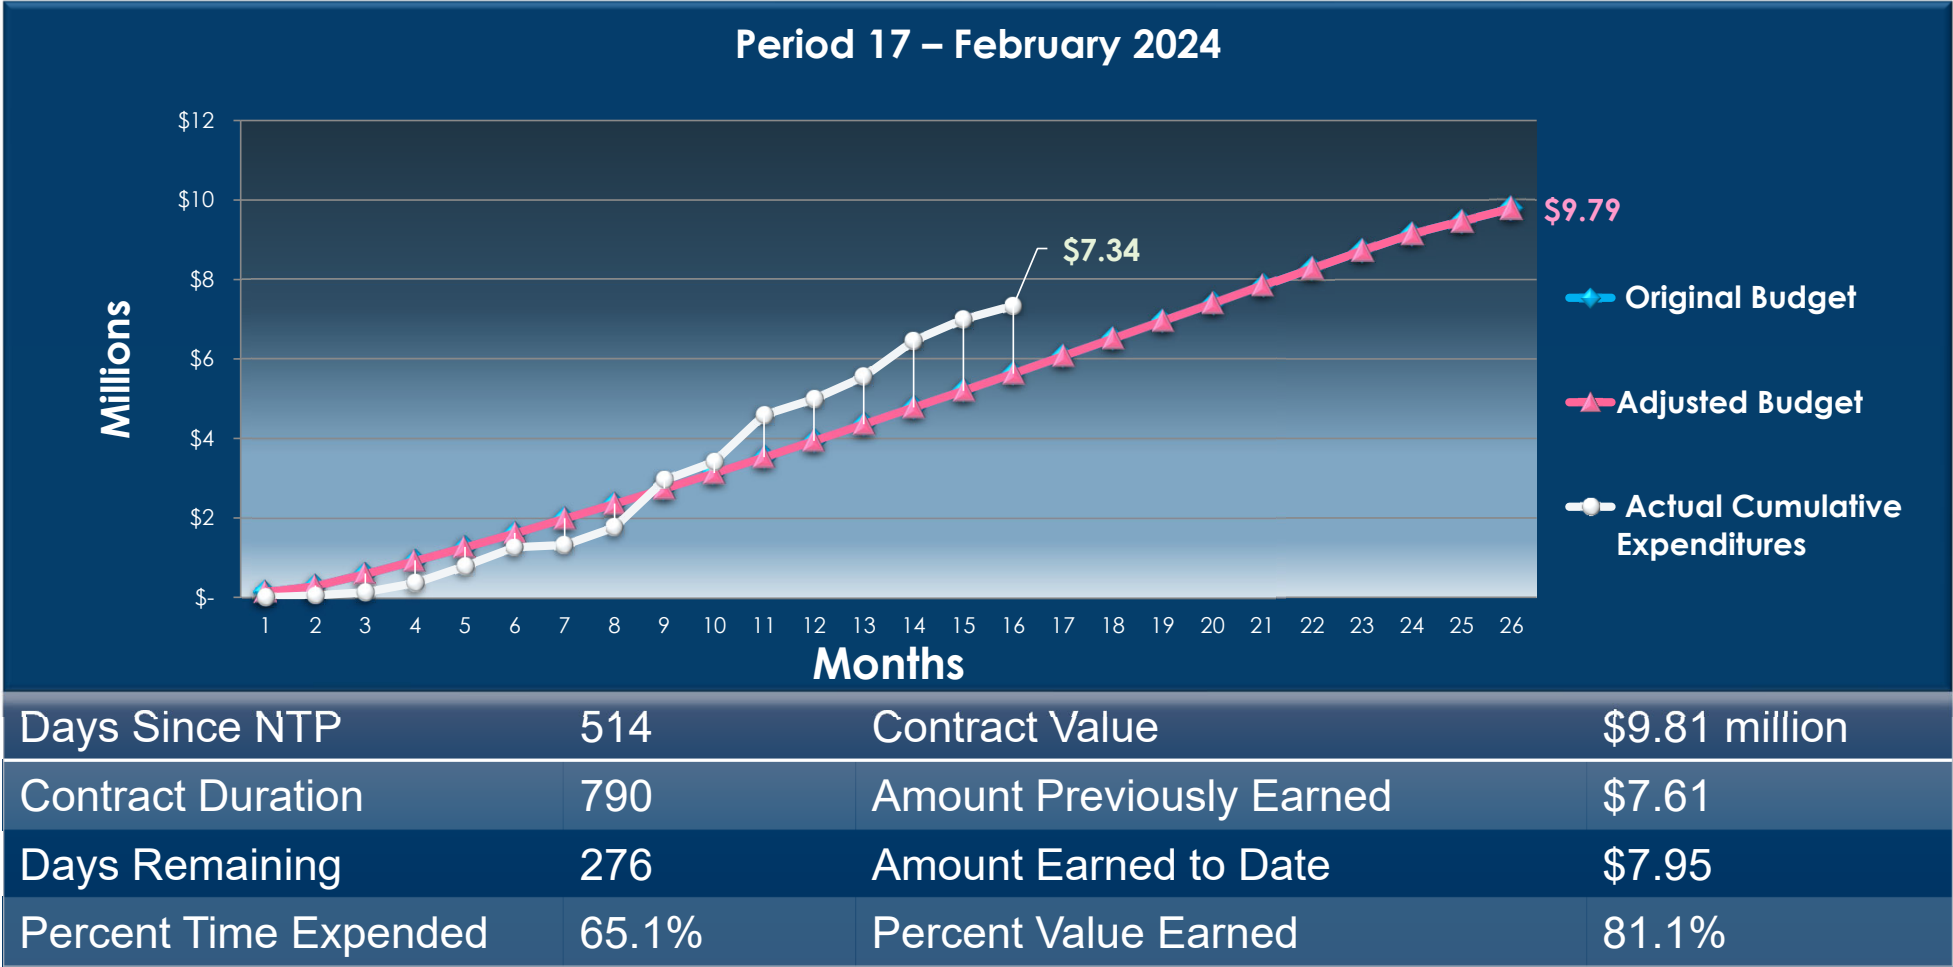 Period 17 – February 2024
$12
$10
$8
$6
$4
$2
$-
Millions
$7.34
$9.79
Original Budget
Adjusted Budget
Actual Cumulative
Expenditures
1 2 3 4 5 6 7 8 9 10 11 12 13 14 15 16 17 18 19 20 21 22 23 24 25 26
Months
Days Since NTP 514 Contract Value $9.81 million
Contract Duration 790 Amount Previously Earned $7.61
Days Remaining 276 Amount Earned to Date $7.95
Percent Time Expended 65.1% Percent Value Earned 81.1%